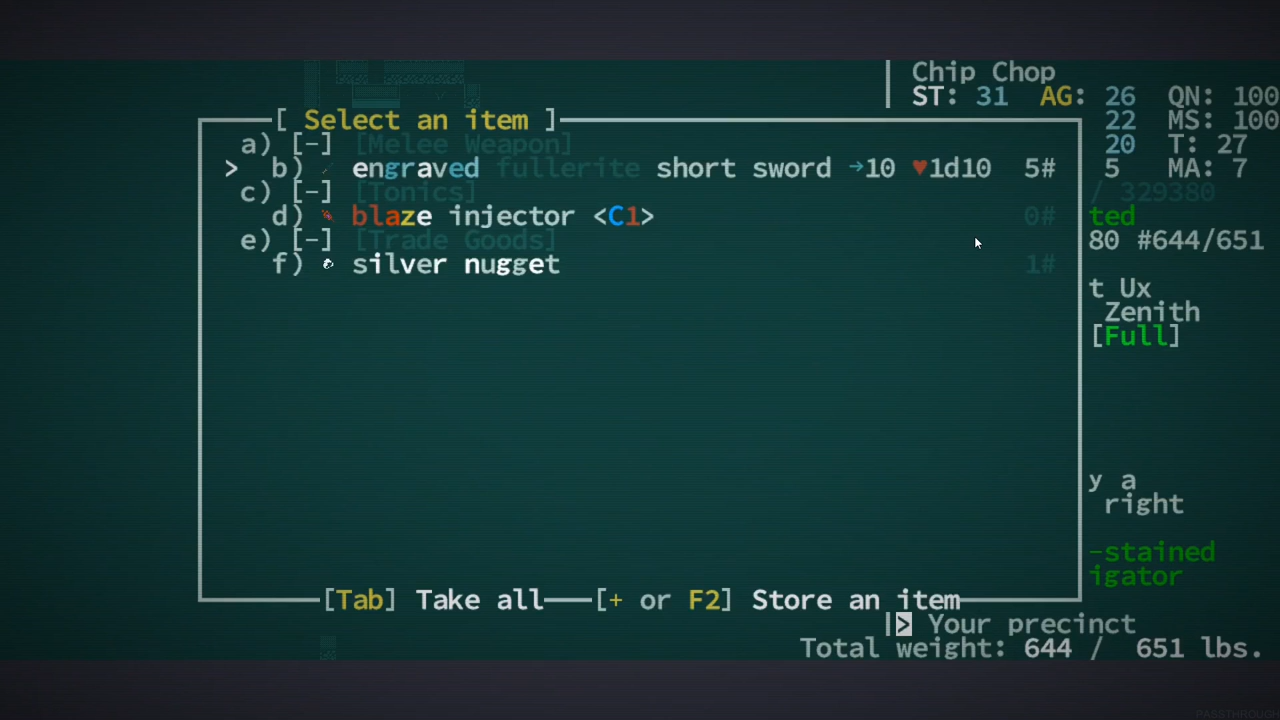 Chip Chop
ST: 31 AG: 26 QN: 100
[ Select an item ]
22 MS: 100
a) [-] [Melee Weapon]
20 T: 27
> b) engraved fullerite short sword →10 ♥1d10 5#
5 MA: 7
c) [-] [Tonics]
/ 329380
d) blaze injector <C1> 0#
ted
e) [-] [Trade Goods]
80 #644/651
f) silver nugget 1#
t Ux
Zenith
[Full]
y a
right
-stained
igator
[Tab] Take all [+ or F2] Store an item
> Your precinct
Total weight: 644 / 651 lbs.
PASSTHROUGH